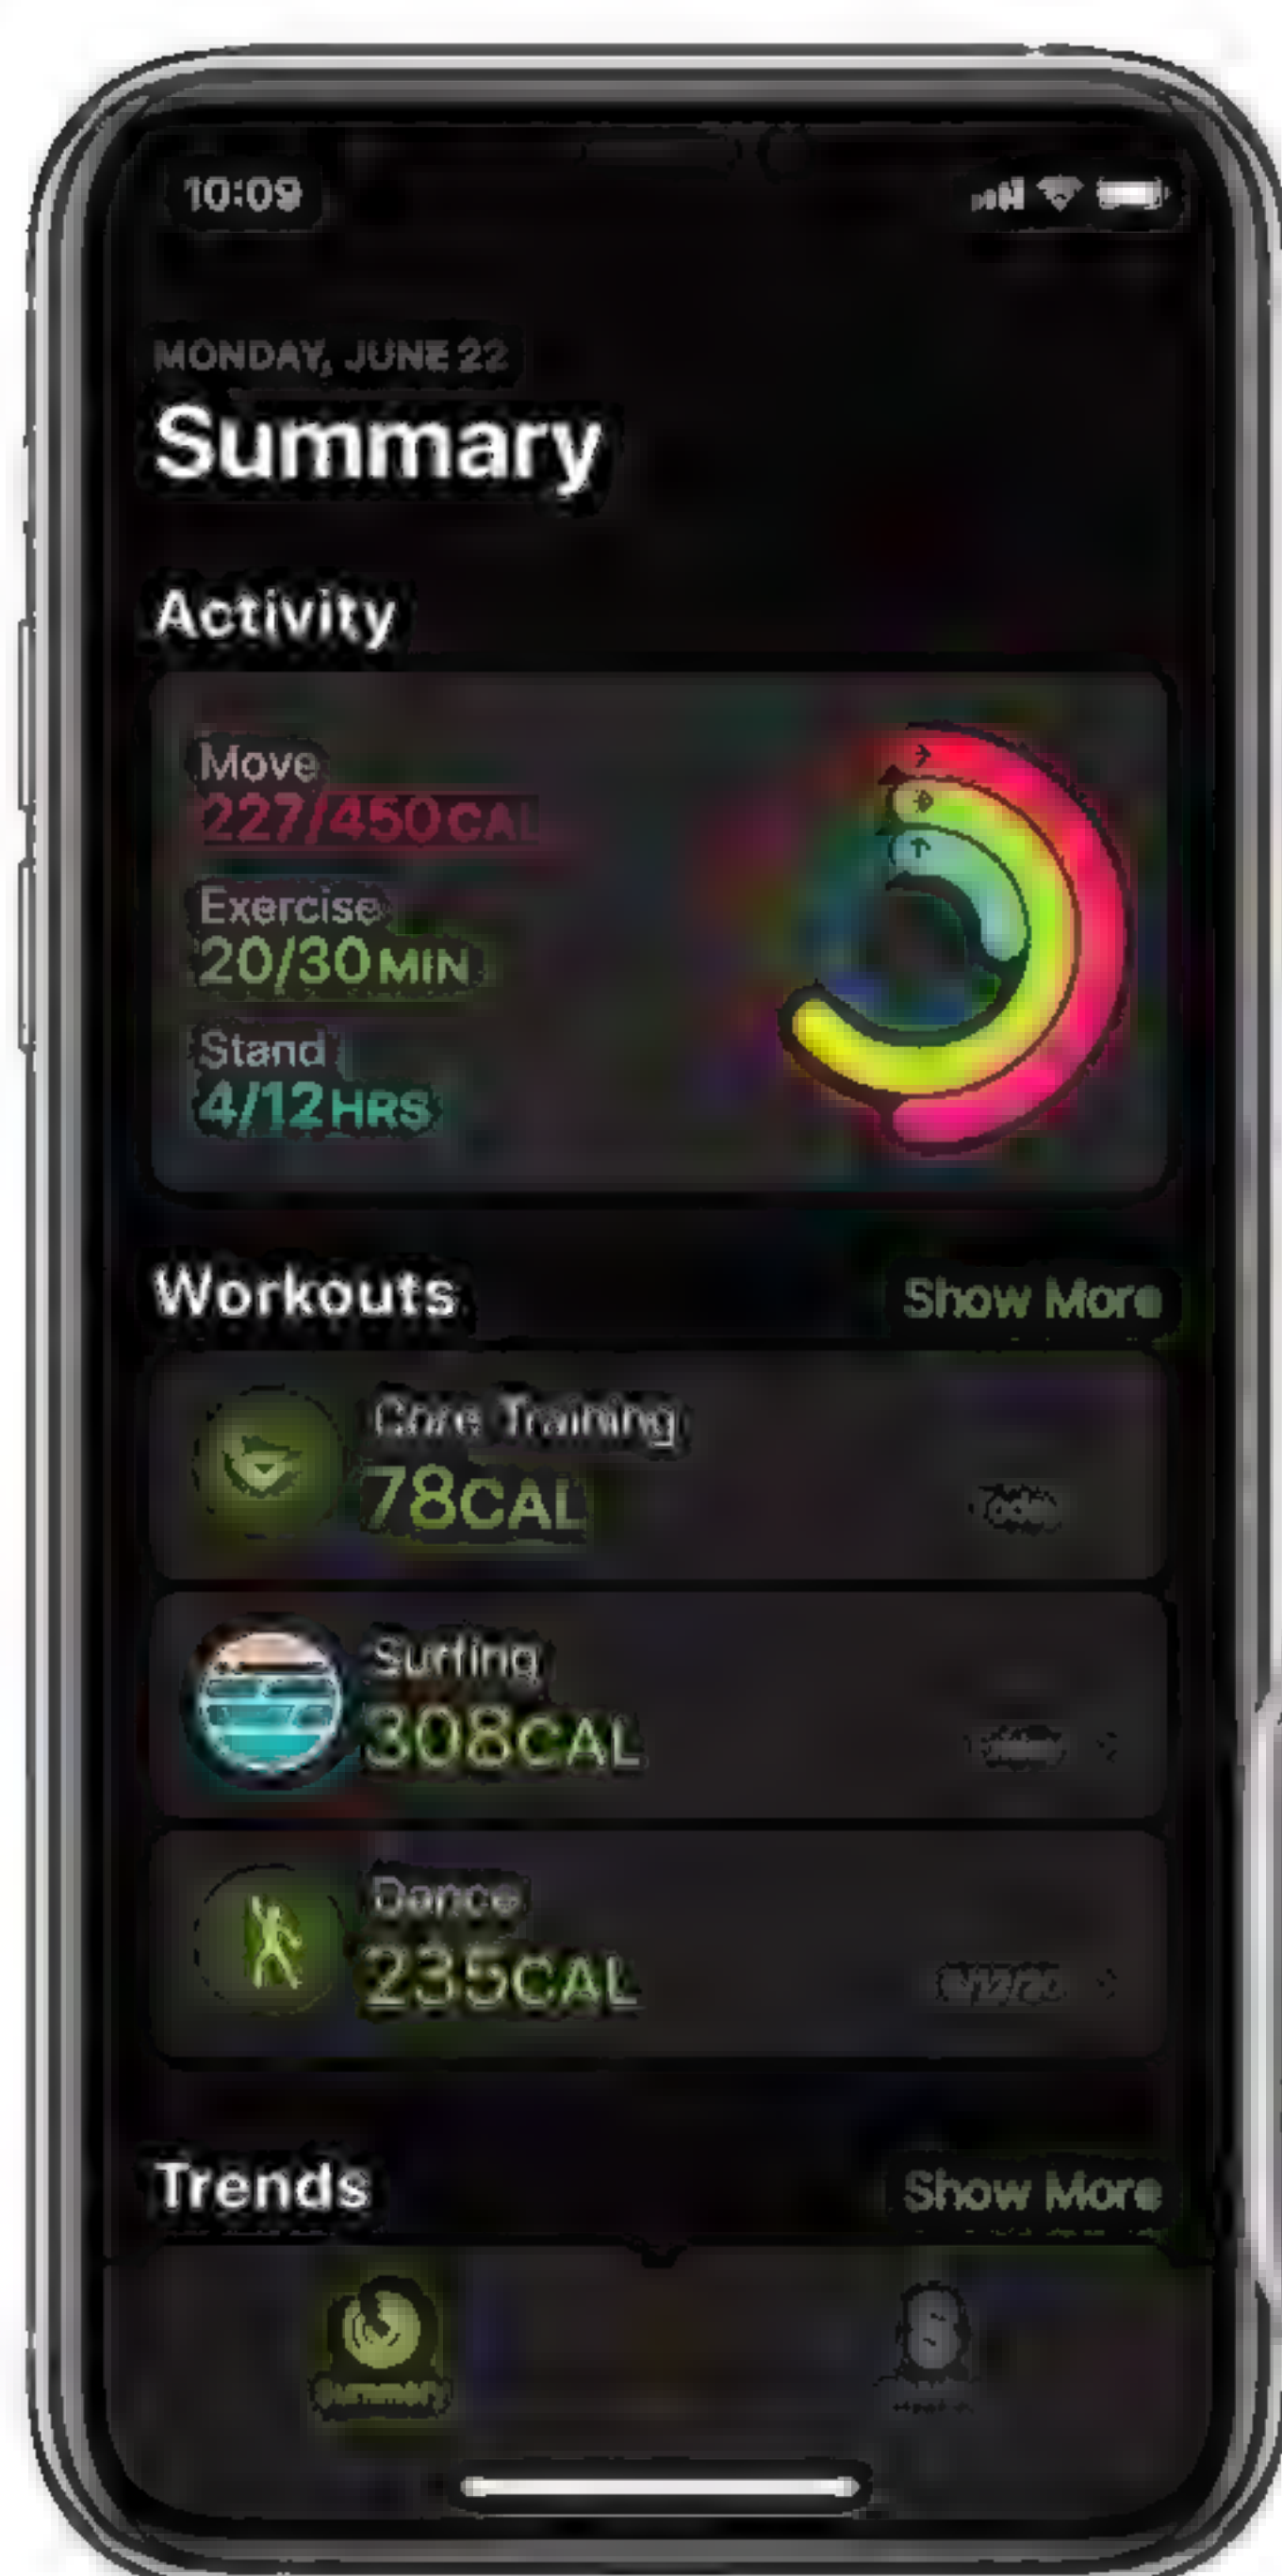 10:09
MONDAY, JUNE 22
Summary
Activity
Move
227/450CAL
Exercise
20/30MIN
Stand
4/12HRS
Workouts
Show More
Core Training
78CAL
Surfing
308CAL
Dance
235CAL
Trends
Show More
Summary